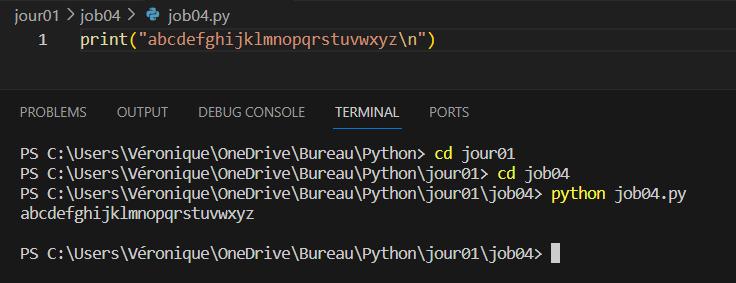 jour01 > job04 > job04.py
1 print("abcdefghijklmnopqrstuvwxyz\n")
PROBLEMS OUTPUT DEBUG CONSOLE TERMINAL PORTS
PS C:\Users\Véronique\OneDrive\Bureau\Python> cd jour01
PS C:\Users\Véronique\OneDrive\Bureau\Python\jour01> cd job04
PS C:\Users\Véronique\OneDrive\Bureau\Python\jour01\job04> python job04.py
abcdefghijklmnopqrstuvwxyz
PS C:\Users\Véronique\OneDrive\Bureau\Python\jour01\job04>